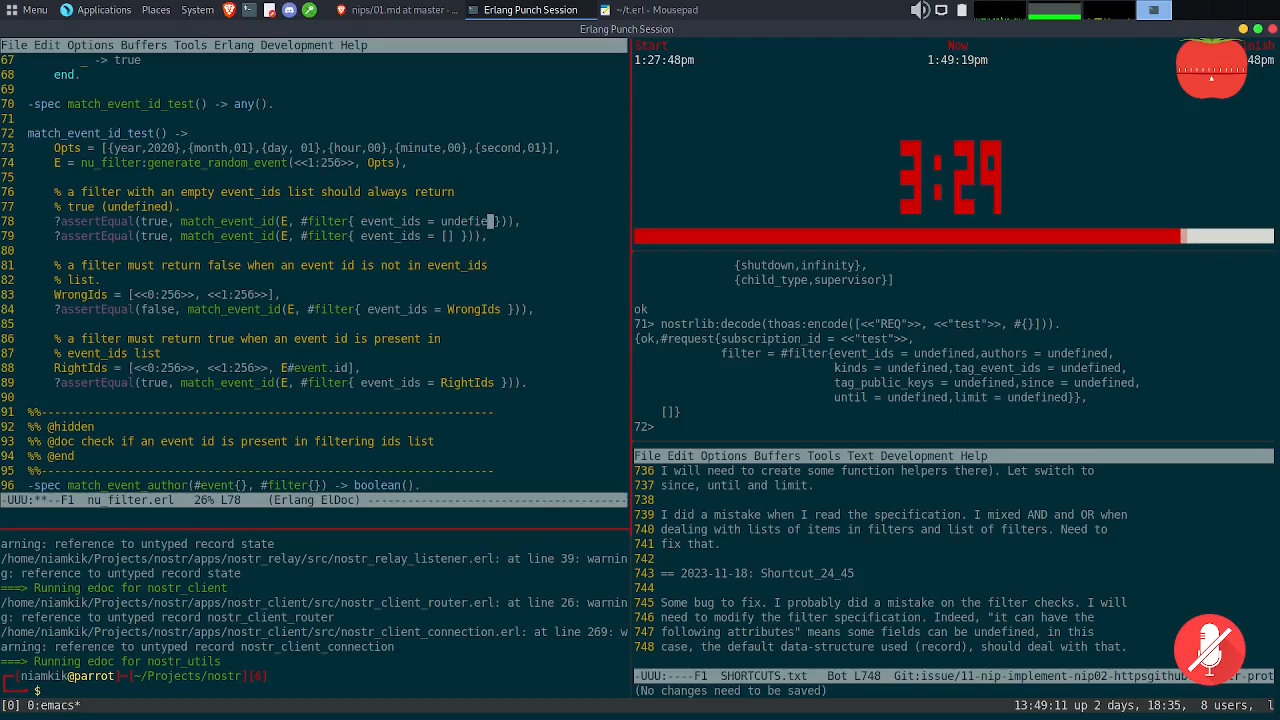 Menu Applications Places System nips/01.md at master - ... Erlang Punch Session ~/t.erl - Mousepad
Erlang Punch Session
File Edit Options Buffers Tools Erlang Development Help
67 _ -> true
68 end.
69
70 -spec match_event_id_test() -> any().
71
72 match_event_id_test() ->
73 Opts = [{year,2020},{month,01},{day, 01},{hour,00},{minute,00},{second,01}],
74 E = nu_filter:generate_random_event(<<1:256>>, Opts),
75
76 % a filter with an empty event_ids list should always return
77 % true (undefined).
78 ?assertEqual(true, match_event_id(E, #filter{ event_ids = undefie })),
79 ?assertEqual(true, match_event_id(E, #filter{ event_ids = [] })),
80
81 % a filter must return false when an event id is not in event_ids
82 % list.
83 WrongIds = [<<0:256>>, <<1:256>>],
84 ?assertEqual(false, match_event_id(E, #filter{ event_ids = WrongIds })),
85
86 % a filter must return true when an event id is present in
87 % event_ids list
88 RightIds = [<<0:256>>, <<1:256>>, E#event.id],
89 ?assertEqual(true, match_event_id(E, #filter{ event_ids = RightIds })).
90
91 %%--------------------------------------------------------------------
92 %% @hidden
93 %% @doc check if an event id is present in filtering ids list
94 %% @end
95 %%--------------------------------------------------------------------
96 -spec match_event_author(#event{}, #filter{}) -> boolean().
-UUU:**--F1 nu_filter.erl 26% L78 (Erlang ElDoc) ---------------------------------------
arning: reference to untyped record state
/home/niamkik/Projects/nostr/apps/nostr_relay/src/nostr_relay_listener.erl: at line 39: warnin
g: reference to untyped record state
===> Running edoc for nostr_client
/home/niamkik/Projects/nostr/apps/nostr_client/src/nostr_client_router.erl: at line 26: warnin
g: reference to untyped record nostr_client_router
/home/niamkik/Projects/nostr/apps/nostr_client/src/nostr_client_connection.erl: at line 269: w
arning: reference to untyped record nostr_client_connection
===> Running edoc for nostr_utils
[niamkik@parrot]-[~/Projects/nostr][6]
$
Start Now inish
1:27:48pm 1:49:19pm 48pm
3:29
{shutdown,infinity},
{child_type,supervisor}]
ok
71> nostrlib:decode(thoas:encode([<<"REQ">>, <<"test">>, #{}])).
{ok,#request{subscription_id = <<"test">>,
filter = #filter{event_ids = undefined,authors = undefined,
kinds = undefined,tag_event_ids = undefined,
tag_public_keys = undefined,since = undefined,
until = undefined,limit = undefined}},
[]}
72>
File Edit Options Buffers Tools Text Development Help
736 I will need to create some function helpers there). Let switch to
737 since, until and limit.
738
739 I did a mistake when I read the specification. I mixed AND and OR when
740 dealing with lists of items in filters and list of filters. Need to
741 fix that.
742
743 == 2023-11-18: Shortcut_24_45
744
745 Some bug to fix. I probably did a mistake on the filter checks. I will
746 need to modify the filter specification. Indeed, "it can have the
747 following attributes" means some fields can be undefined, in this
748 case, the default data-structure used (record), should deal with that.
-UUU:----F1 SHORTCUTS.txt Bot L748 Git:issue/11-nip-implement-nip02-httpsgithub r-prot
(No changes need to be saved)
[0] 0:emacs* 13:49:11 up 2 days, 18:35, 8 users, l